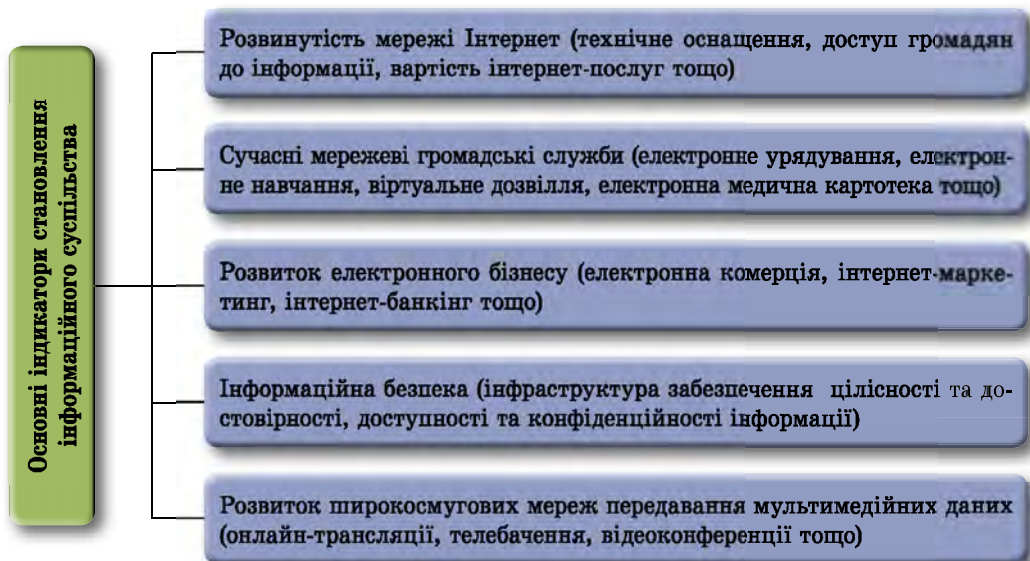 Основні індикатори становлення
інформаційного суспільства
Розвинутість мережі Інтернет (технічне оснащення, доступ громадян
до інформації, вартість інтернет-послуг тощо)
Сучасні мережеві громадські служби (електронне урядування, електрон-
не навчання, віртуальне дозвілля, електронна медична картотека тощо)
Розвиток електронного бізнесу (електронна комерція, інтернет-марке-
тинг, інтернет-банкінг тощо)
Інформаційна безпека (інфраструктура забезпечення цілісності та до-
стовірності, доступності та конфіденційності інформації)
Розвиток широкосмугових мереж передавання мультимедійних даних
(онлайн-трансляції, телебачення, відеоконференції тощо)